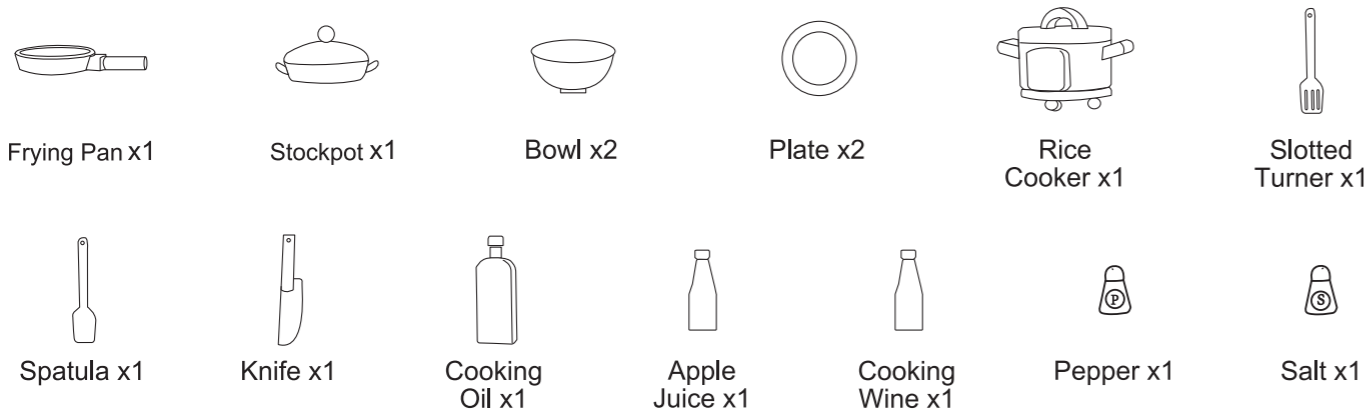 Frying Pan x1
Stockpot x1
Bowl x2
Plate x2
Rice
Cooker x1
Slotted
Turner x1
P
S
Spatula x1
Knife x1
Cooking
Oil x1
Apple
Juice x1
Cooking
Wine x1
Pepper x1
Salt x1